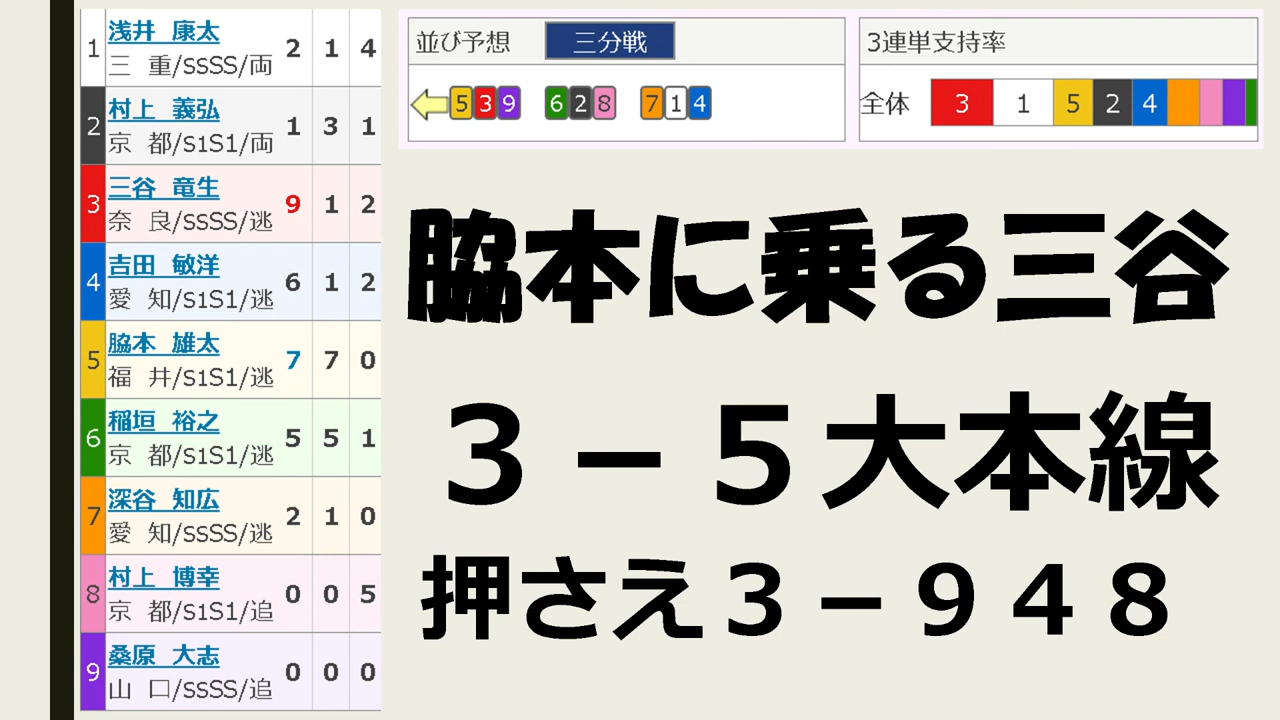 1 浅井 康太 2 1 4
三 重/SSSS/両
2 村上 義弘 1 3 1
京 都/S1S1/両
3 三谷 竜生 9 1 2
奈 良/SSSS/逃
4 吉田 敏洋 6 1 2
愛 知/S1S1/逃
5 脇本 雄太 7 7 0
福 井/S1S1/逃
6 稲垣 裕之 5 5 1
京 都/S1S1/逃
7 深谷 知広 2 1 0
愛 知/SSSS/逃
8 村上 博幸 0 0 5
京 都/S1S1/追
9 桑原 大志 0 0 0
山 口/SSSS/追
並び予想 三分戦
5 3 9 6 2 8 7 1 4
3連単支持率
全体 3 1 5 2 4
脇本に乗る三谷
3－5大本線
押さえ3－9 4 8